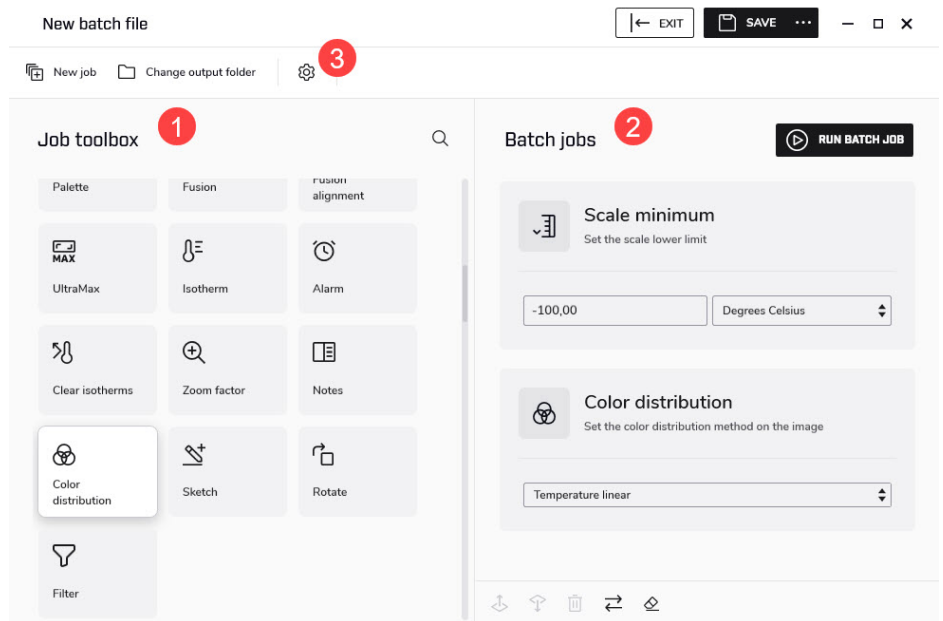 New batch file
EXIT
SAVE
New job
Change output folder
3
Job toolbox
1
Palette
Fusion
Fusion
alignment
MAX
UltraMax
Isotherm
Alarm
Clear isotherms
Zoom factor
Notes
Color
distribution
Sketch
Rotate
Filter
Batch jobs
2
RUN BATCH JOB
Scale minimum
Set the scale lower limit
-100,00
Degrees Celsius
Color distribution
Set the color distribution method on the image
Temperature linear